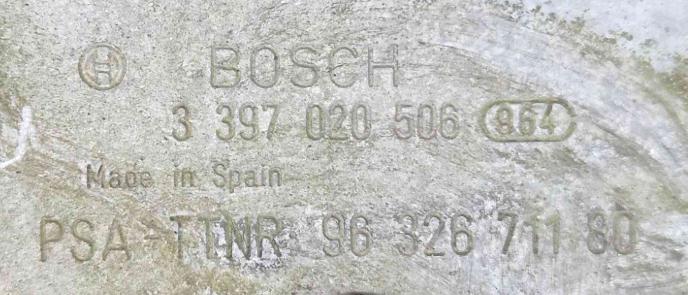 BOSCH
3 397 020 506 964
Made in Spain
PSA-TTNR 96 326 711 80